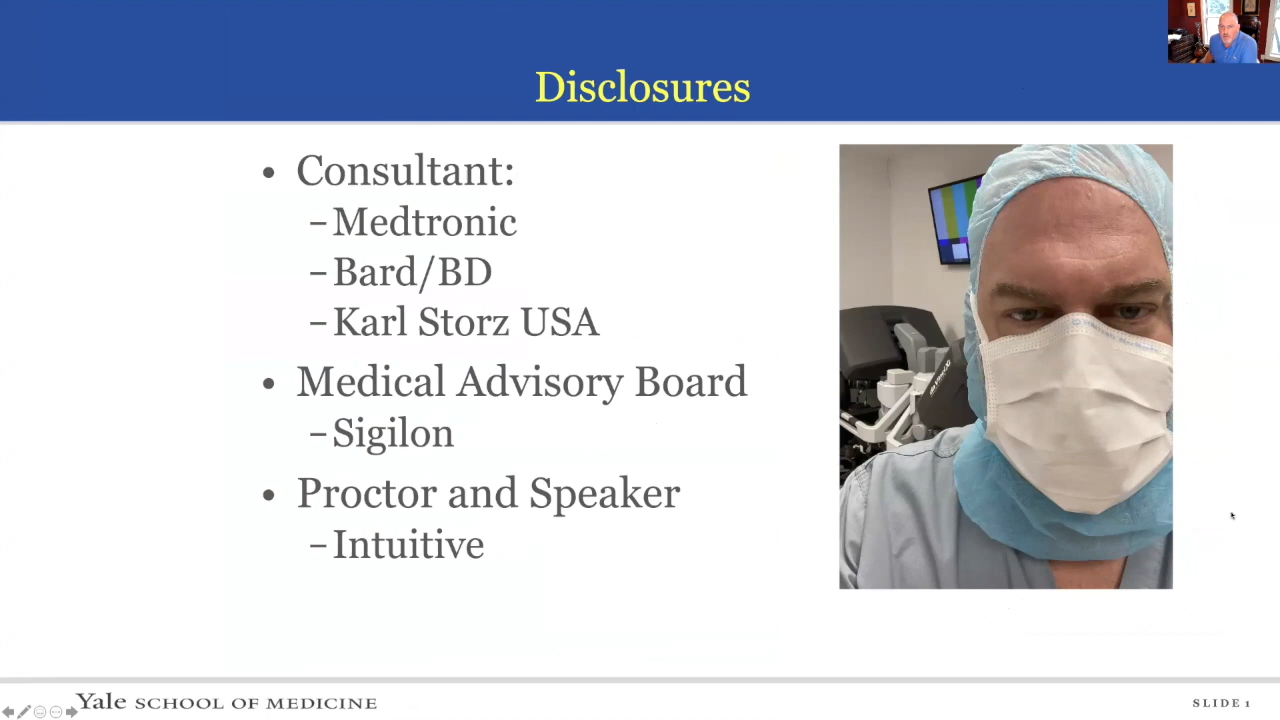 Disclosures
• Consultant:
–Medtronic
–Bard/BD
–Karl Storz USA
• Medical Advisory Board
–Sigilon
• Proctor and Speaker
–Intuitive
Yale SCHOOL OF MEDICINE
SLIDE 1